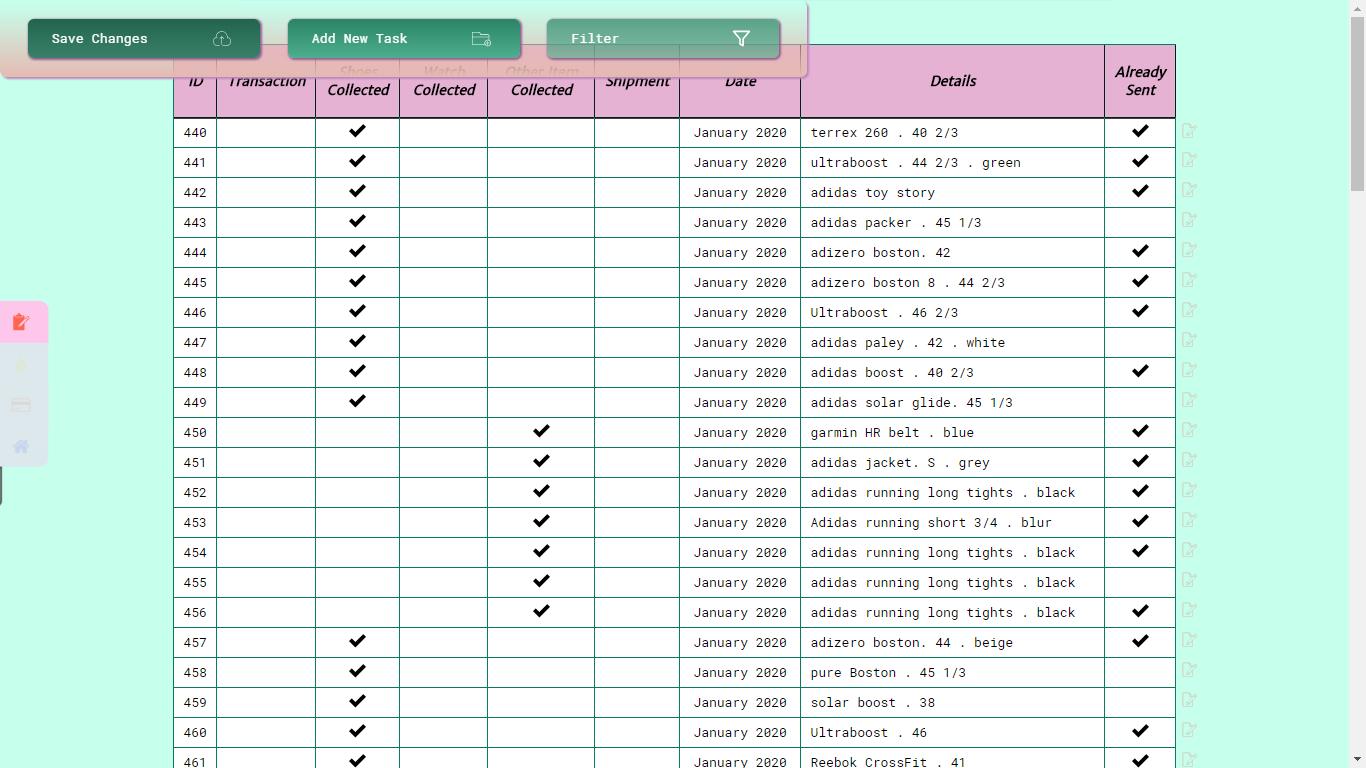 Save Changes Add New Task Filter
ID Transaction Shoes Collected Watch Collected Other Item Collected Shipment Date Details Already Sent
440 January 2020 terrex 260 . 40 2/3
441 January 2020 ultraboost . 44 2/3 . green
442 January 2020 adidas toy story
443 January 2020 adidas packer . 45 1/3
444 January 2020 adizero boston. 42
445 January 2020 adizero boston 8 . 44 2/3
446 January 2020 Ultraboost . 46 2/3
447 January 2020 adidas paley . 42 . white
448 January 2020 adidas boost . 40 2/3
449 January 2020 adidas solar glide. 45 1/3
450 January 2020 garmin HR belt . blue
451 January 2020 adidas jacket. S . grey
452 January 2020 adidas running long tights . black
453 January 2020 Adidas running short 3/4 . blur
454 January 2020 adidas running long tights . black
455 January 2020 adidas running long tights . black
456 January 2020 adidas running long tights . black
457 January 2020 adizero boston. 44 . beige
458 January 2020 pure Boston . 45 1/3
459 January 2020 solar boost . 38
460 January 2020 Ultraboost . 46
461 January 2020 Reebok CrossFit . 41